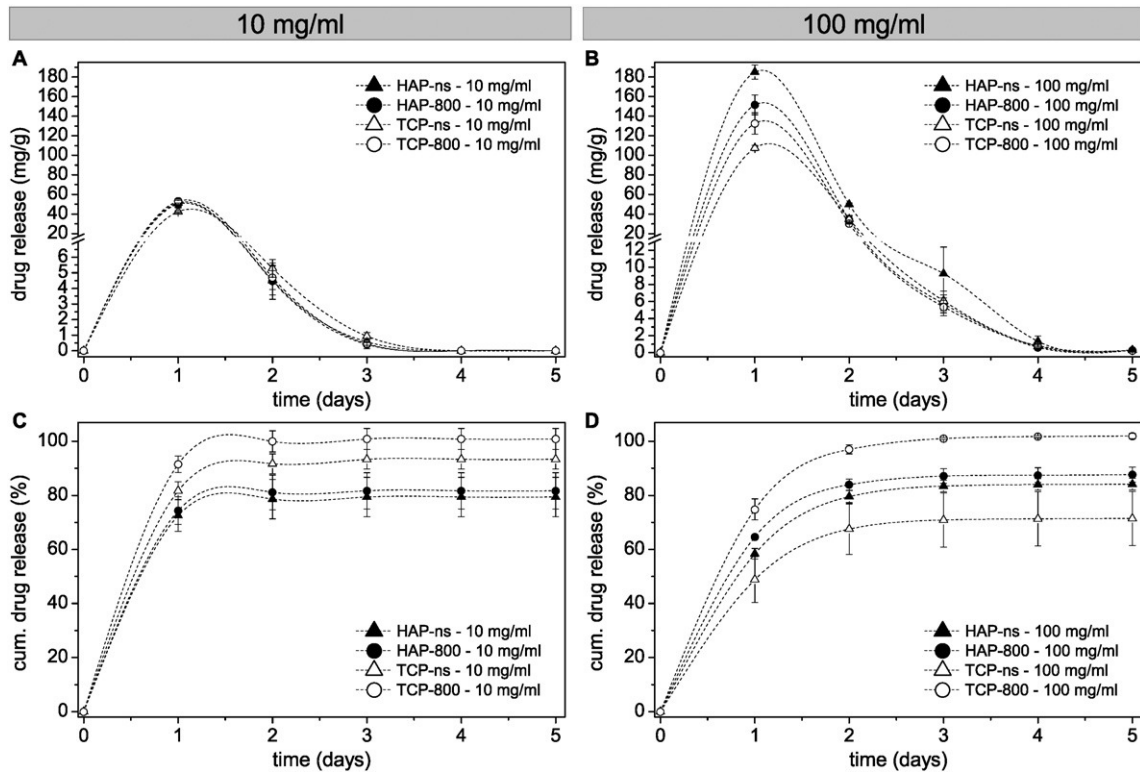 10 mg/ml
100 mg/ml
A
HAP-ns - 10 mg/ml
HAP-800 - 10 mg/ml
TCP-ns - 10 mg/ml
TCP-800 - 10 mg/ml
drug release (mg/g)
180
160
140
120
100
80
60
40
20
6
5
4
3
2
1
0
0 1 2 3 4 5
time (days)
B
HAP-ns - 100 mg/ml
HAP-800 - 100 mg/ml
TCP-ns - 100 mg/ml
TCP-800 - 100 mg/ml
drug release (mg/g)
180
160
140
120
100
80
60
40
20
12
10
8
6
4
2
0
0 1 2 3 4 5
time (days)
C
HAP-ns - 10 mg/ml
HAP-800 - 10 mg/ml
TCP-ns - 10 mg/ml
TCP-800 - 10 mg/ml
cum. drug release (%)
100
80
60
40
20
0
0 1 2 3 4 5
time (days)
D
HAP-ns - 100 mg/ml
HAP-800 - 100 mg/ml
TCP-ns - 100 mg/ml
TCP-800 - 100 mg/ml
cum. drug release (%)
100
80
60
40
20
0
0 1 2 3 4 5
time (days)